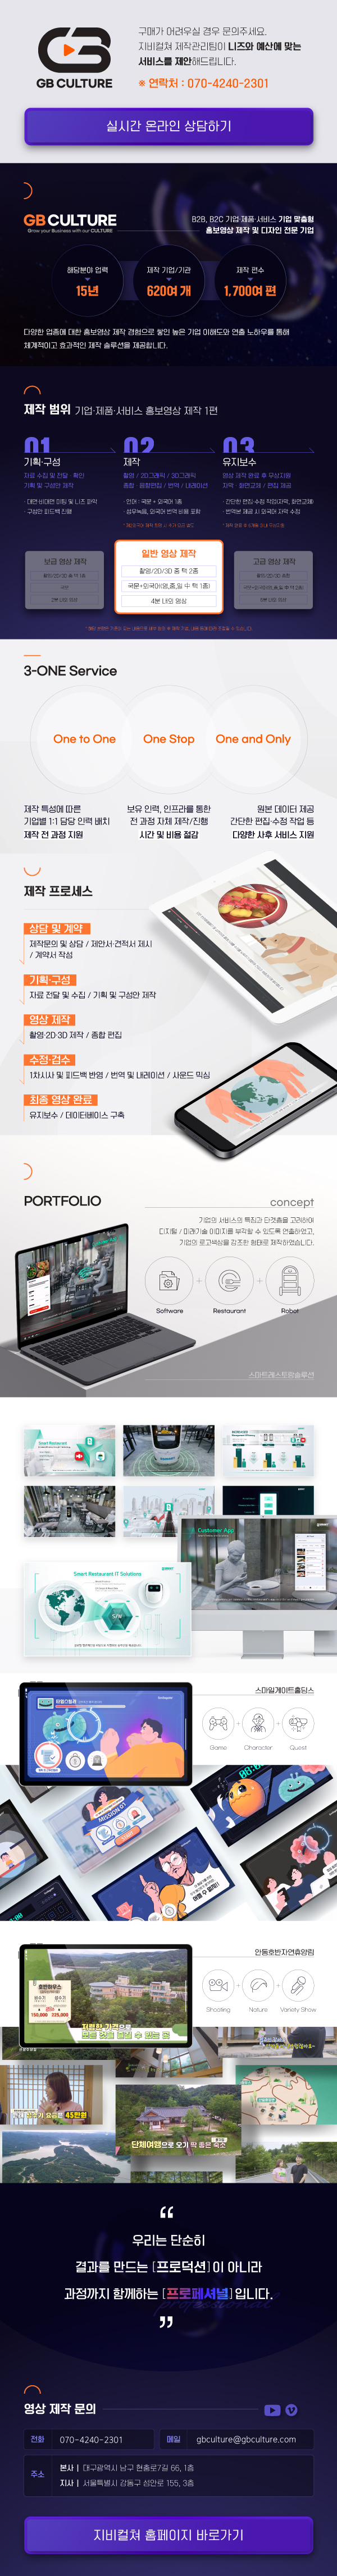 구매가 어려우실 경우 문의주세요.
지비컬쳐 제작관리팀이 니즈와 예산에 맞는
서비스를 제안해드립니다.
GB CULTURE
※ 연락처 : 070-4240-2301
실시간 온라인 상담하기
GB CULTURE
Grow your Business with our CULTURE
B2B, B2C 기업·제품·서비스 기업 맞춤형
홍보영상 제작 및 디자인 전문 기업
해당분야 업력
15년
제작 기업/기관
620여 개
제작 편수
1,700여 편
다양한 업종에 대한 홍보영상 제작 경험으로 쌓인 높은 기업 이해도와 연출 노하우를 통해
체계적이고 효과적인 제작 솔루션을 제공합니다.
제작 범위 기업·제품·서비스 홍보영상 제작 1편
01
기획·구성
자료 수집 및 전달 · 확인
기획 및 구성안 제작
· 대면·비대면 미팅 및 니즈 파악
· 구성안 피드백 진행
02
제작
촬영 / 2D그래픽 / 3D그래픽
종합 · 음향편집 / 번역 / 내레이션
· 언어 : 국문 + 외국어 1종
· 성우녹음, 외국어 번역 비용 포함
03
유지보수
영상 제작 완료 후 무상지원
자막 · 화면교체 / 편집 제공
· 간단한 편집·수정 작업(자막, 화면교체)
· 번역본 제공 시 외국어 자막 수정
보급 영상 제작
일반 영상 제작
촬영/2D/3D 중 택 2종
국문+외국어(영,중,일 中 택 1종)
4분 내외 영상
고급 영상 제작
3-ONE Service
One to One
One Stop
One and Only
제작 특성에 따른
기업별 1:1 담당 인력 배치
제작 전 과정 지원
보유 인력, 인프라를 통한
전 과정 자체 제작/진행
시간 및 비용 절감
원본 데이터 제공
간단한 편집·수정 작업 등
다양한 사후 서비스 지원
제작 프로세스
상담 및 계약
제작문의 및 상담 / 제안서·견적서 제시
/ 계약서 작성
기획·구성
자료 전달 및 수집 / 기획 및 구성안 제작
영상 제작
촬영·2D·3D 제작 / 종합 편집
수정·검수
1차시사 및 피드백 반영 / 번역 및 내레이션 / 사운드 믹싱
최종 영상 완료
유지보수 / 데이터베이스 구축
PORTFOLIO
concept
기업의 서비스의 특징과 타겟층을 고려하여
디지털 / 미래기술 이미지를 부각할 수 있도록 연출하였고,
기업의 로고색상을 강조한 형태로 제작하였습니다.
Software
Restaurant
Robot
스마트레스토랑솔루션
Smart Restaurant
Customer App
Smart Restaurant IT Solutions
스마일게이트홀딩스
Game
Character
Quest
MISSION 01
안동호반자연휴양림
Shooting
Nature
Variety Show
저렴한 가격으로
단체여행으로 오기 딱 좋은 숙소
“
우리는 단순히
결과를 만드는 [프로덕션]이 아니라
과정까지 함께하는 [프로페셔널]입니다.
professional
”
영상 제작 문의
전화
070-4240-2301
메일
gbculture@gbculture.com
주소
본사 | 대구광역시 남구 현충로7길 66, 1층
지사 | 서울특별시 강동구 성안로 155, 3층
지비컬쳐 홈페이지 바로가기